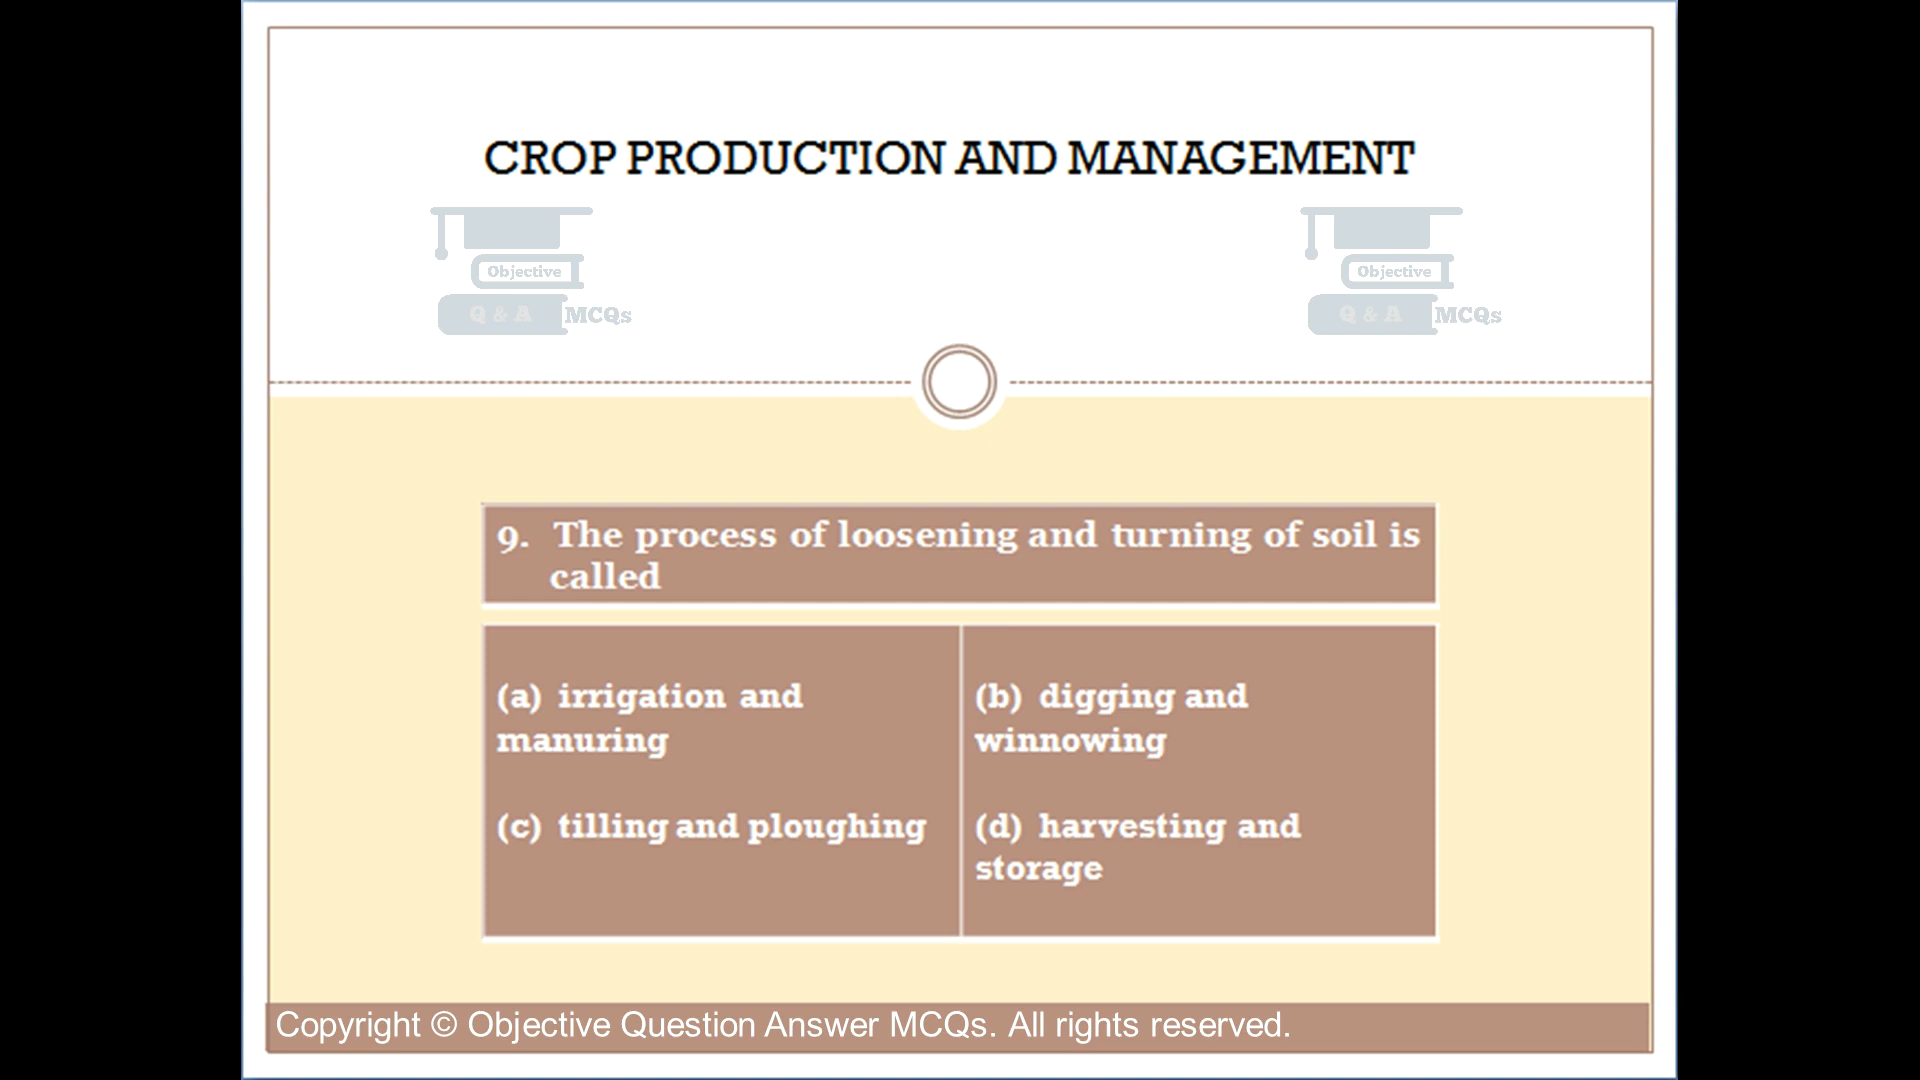 CROP PRODUCTION AND MANAGEMENT
Objective
Q & A MCQs
Objective
Q & A MCQs
9. The process of loosening and turning of soil is
called
(a) irrigation and
manuring
(c) tilling and ploughing
(b) digging and
winnowing
(d) harvesting and
storage
Copyright © Objective Question Answer MCQs. All rights reserved.